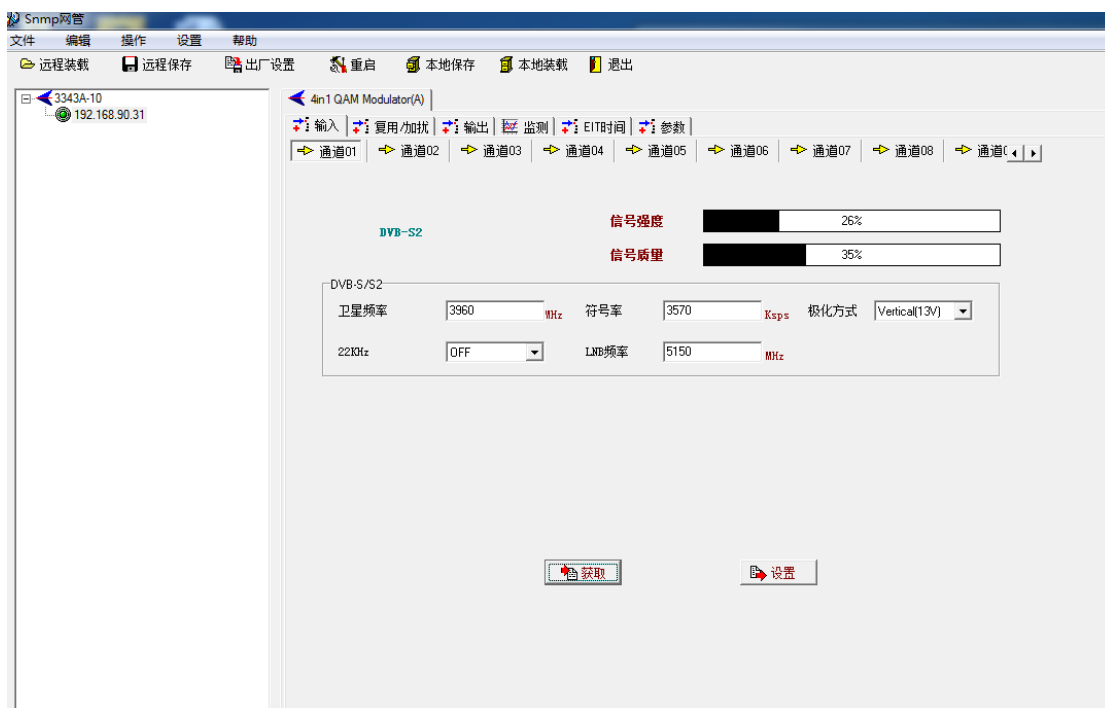 Snmp网管
文件 编辑 操作 设置 帮助
远程装载 远程保存 出厂设置 重启 本地保存 本地装载 退出
3343A-10
192.168.90.31
4in1 QAM Modulator(A)
输入 复用/加扰 输出 监测 EIT时间 参数
通道01 通道02 通道03 通道04 通道05 通道06 通道07 通道08 通道
DVB-S2
信号强度 26%
信号质量 35%
DVB-S/S2
卫星频率 3960 MHz 符号率 3570 Ksps 极化方式 Vertical(13V)
22KHz OFF LNB频率 5150 MHz
获取 设置